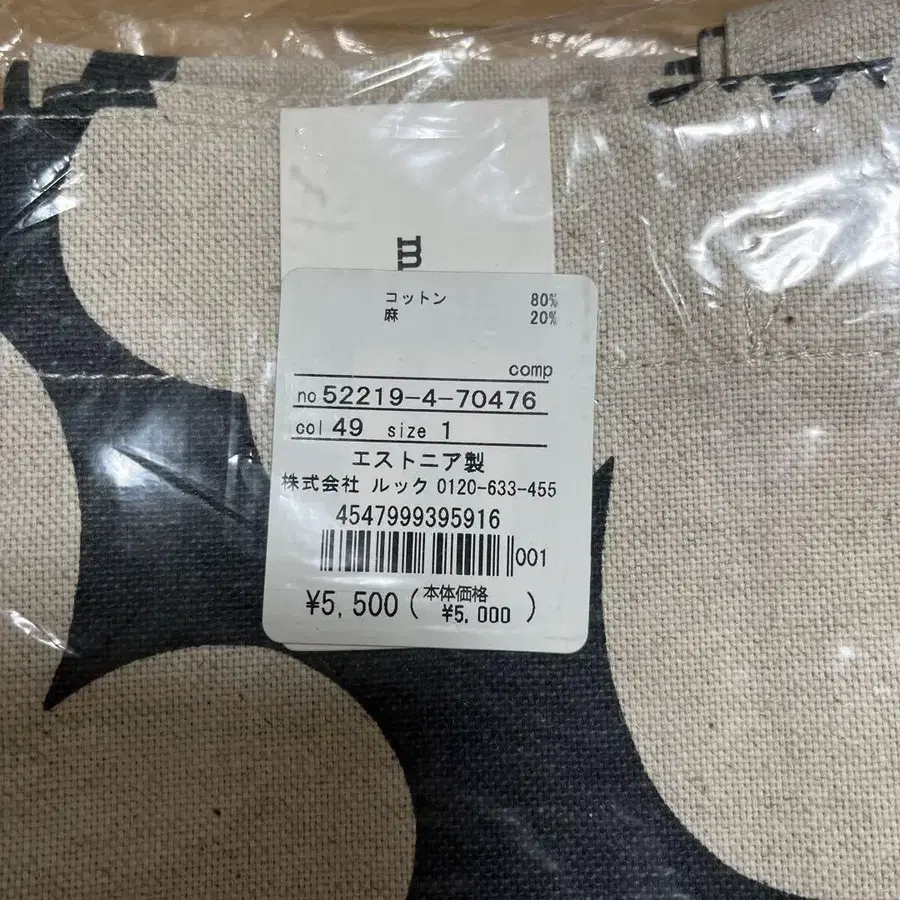 m
コットン 80%
麻 20%
comp
no 52219-4-70476
col 49 size 1
エストニア製
株式会社 ルック 0120-633-455
4547999395916
001
¥5,500 (本体価格 ¥5,000)